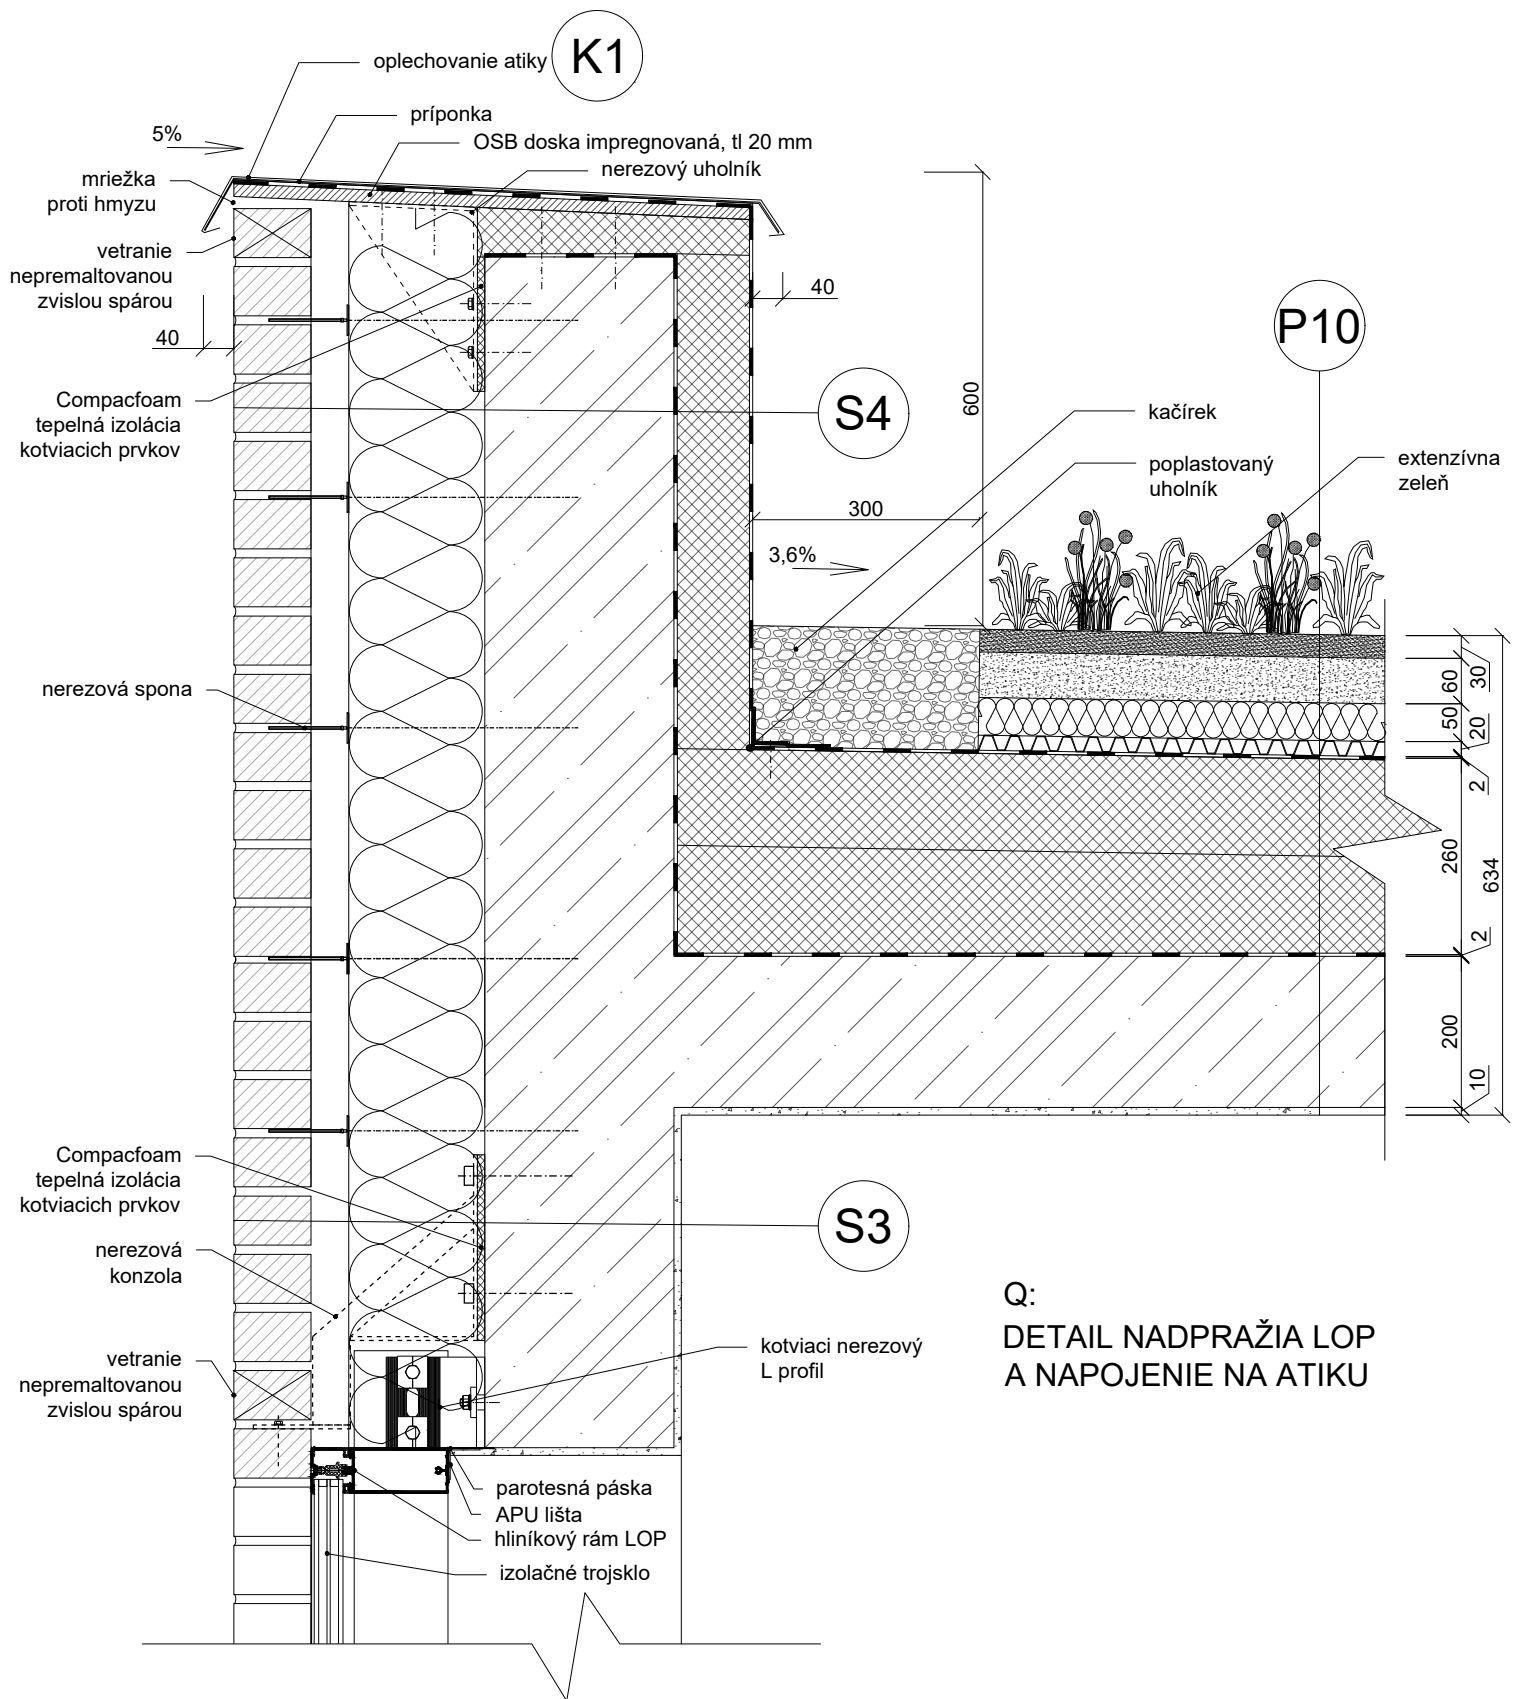 oplechovanie atiky
K1
príponka
5%
OSB doska impregnovaná, tl 20 mm
nerezový uholník
mriežka
proti hmyzu
vetranie
nepremaltovanou
zvislou spárou
40
40
P10
600
Compacfoam
tepelná izolácia
kotviacich prvkov
S4
kačírek
poplastovaný
uholník
extenzívna
zeleň
300
3,6%
nerezová spona
60
30
50
20
2
260
634
2
200
10
Compacfoam
tepelná izolácia
kotviacich prvkov
S3
nerezová
konzola
Q:
DETAIL NADPRAŽIA LOP
A NAPOJENIE NA ATIKU
kotviaci nerezový
L profil
vetranie
nepremaltovanou
zvislou spárou
parotesná páska
APU lišta
hliníkový rám LOP
izolačné trojsklo